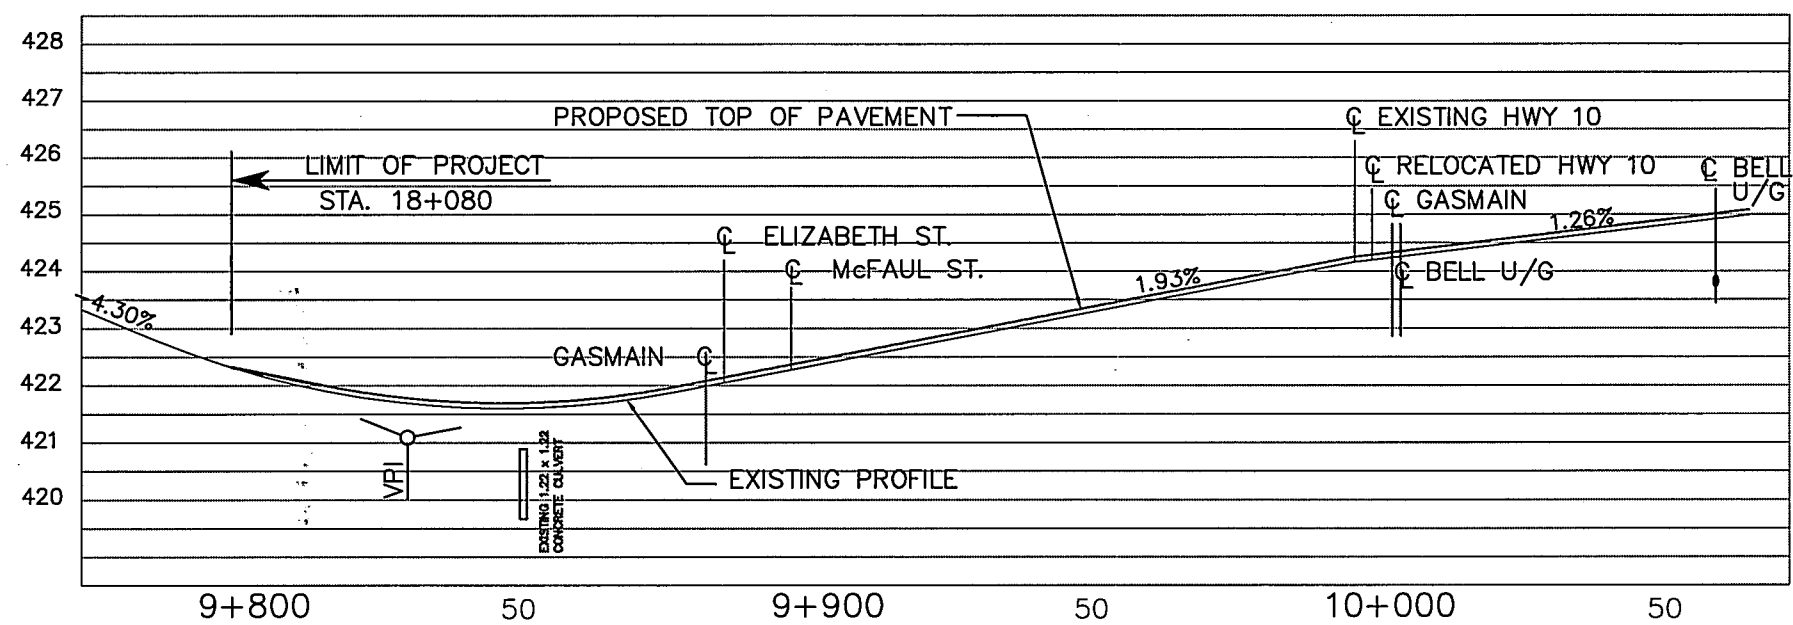 428
427
426
425
424
423
422
421
420
PROPOSED TOP OF PAVEMENT
℄ EXISTING HWY 10
LIMIT OF PROJECT
STA. 18+080
℄ RELOCATED HWY 10
℄ BELL
U/G
℄ GASMAIN
1.26%
℄ ELIZABETH ST.
℄ McFAUL ST.
℄ BELL U/G
1.93%
4.30%
GASMAIN ℄
VPI
EXISTING 1.22 x 1.22
CONCRETE CULVERT
EXISTING PROFILE
9+800
50
9+900
50
10+000
50